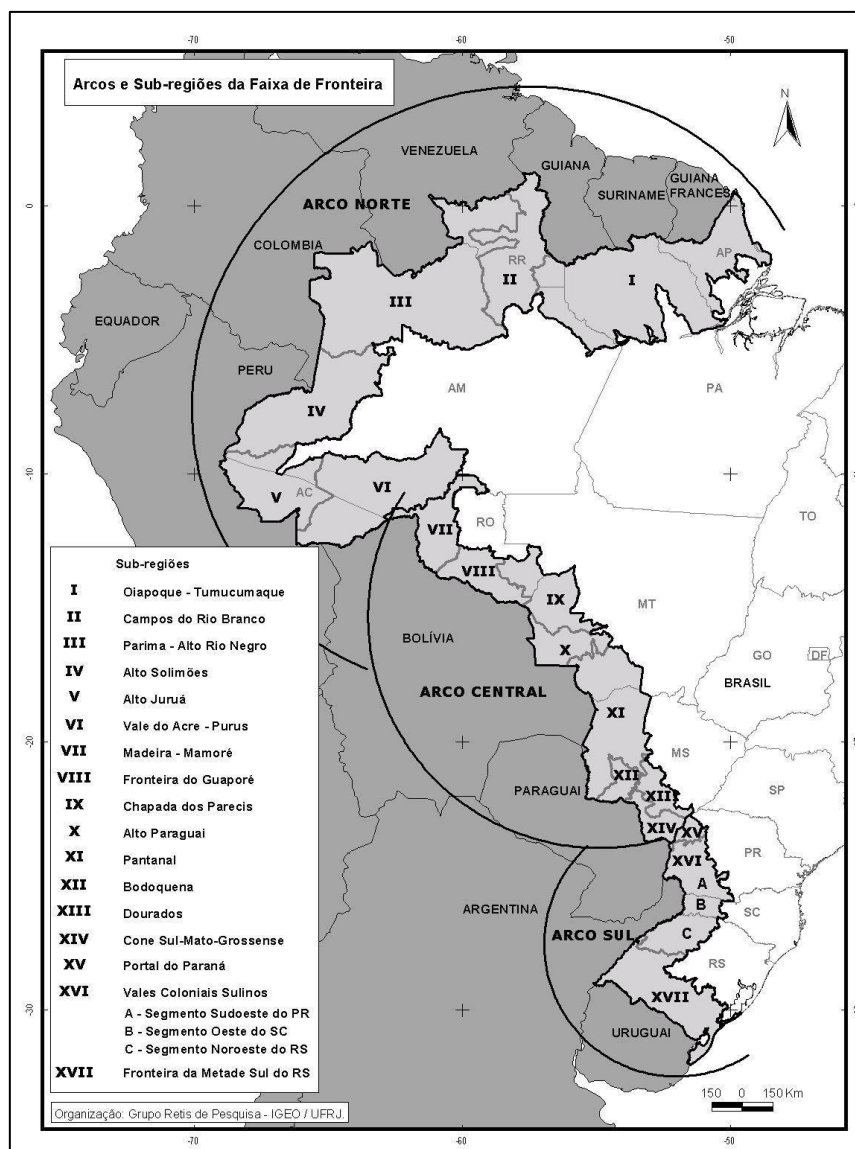 -70
-60
-50
Arcos e Sub-regiões da Faixa de Fronteira
N
VENEZUELA
GUIANA
SURINAME
GUIANA
FRANCESA
0
ARCO NORTE
COLOMBIA
RR
AP
II
I
III
EQUADOR
PERU
AM
PA
IV
-10
V
AC
VI
RO
TO
VII
VIII
MT
IX
BOLÍVIA
X
GO
DF
BRASIL
ARCO CENTRAL
XI
-20
MS
XII
PARAGUAI
XIII
SP
XIV
XV
XVI
PR
A
B
SC
ARGENTINA
ARCO SUL
C
RS
XVII
-30
URUGUAI
Sub-regiões
I Oiapoque - Tumucumaque
II Campos do Rio Branco
III Parima - Alto Rio Negro
IV Alto Solimões
V Alto Juruá
VI Vale do Acre - Purus
VII Madeira - Mamoré
VIII Fronteira do Guaporé
IX Chapada dos Parecis
X Alto Paraguai
XI Pantanal
XII Bodoquena
XIII Dourados
XIV Cone Sul-Mato-Grossense
XV Portal do Paraná
XVI Vales Coloniais Sulinos
A - Segmento Sudoeste do PR
B - Segmento Oeste do SC
C - Segmento Noroeste do RS
XVII Fronteira da Metade Sul do RS
150 0 150 Km
Organização: Grupo Retis de Pesquisa - IGEO / UFRJ.
-70
-60
-50